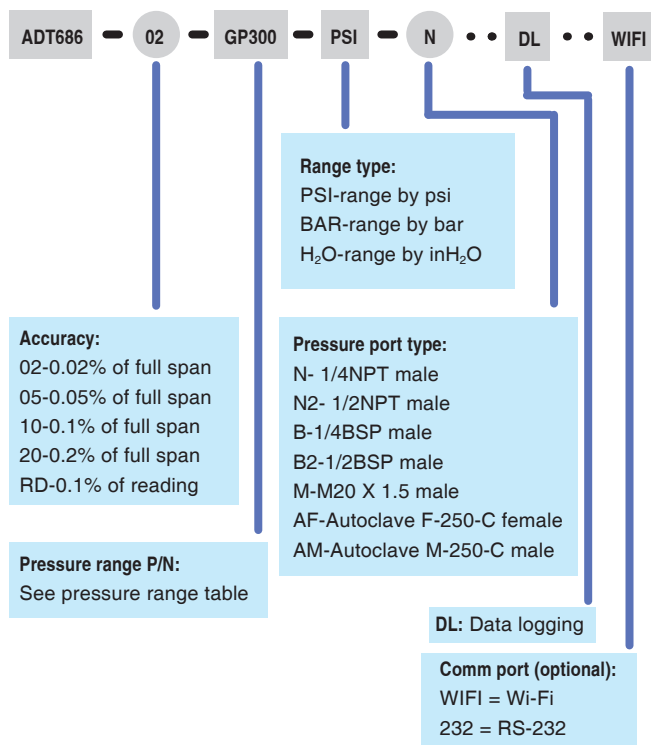 ADT686 – 02 – GP300 – PSI – N •• DL •• WIFI
Range type:
PSI-range by psi
BAR-range by bar
H₂O-range by inH₂O
Accuracy:
02-0.02% of full span
05-0.05% of full span
10-0.1% of full span
20-0.2% of full span
RD-0.1% of reading
Pressure port type:
N- 1/4NPT male
N2- 1/2NPT male
B-1/4BSP male
B2-1/2BSP male
M-M20 X 1.5 male
AF-Autoclave F-250-C female
AM-Autoclave M-250-C male
Pressure range P/N:
See pressure range table
DL: Data logging
Comm port (optional):
WIFI = Wi-Fi
232 = RS-232